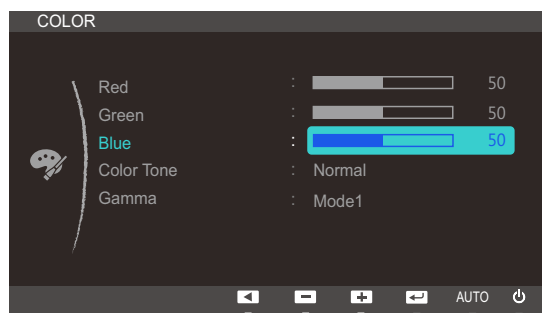 COLOR
Red : 50
Green : 50
Blue : 50
Color Tone : Normal
Gamma : Mode1
AUTO